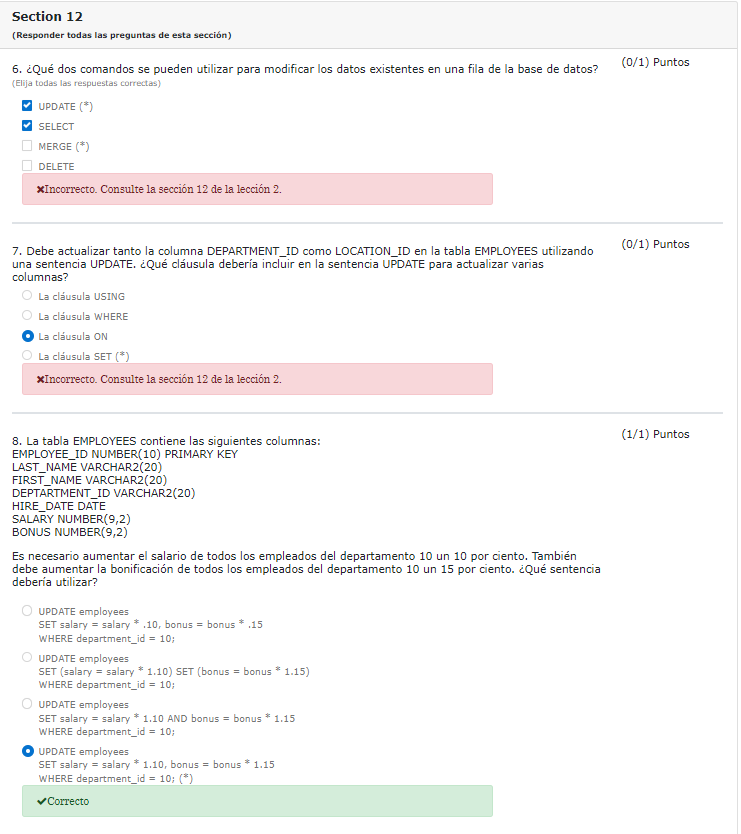 Section 12
(Responder todas las preguntas de esta sección)
6. ¿Qué dos comandos se pueden utilizar para modificar los datos existentes en una fila de la base de datos?
(0/1) Puntos
(Elija todas las respuestas correctas)
UPDATE (*)
SELECT
MERGE (*)
DELETE
Incorrecto. Consulte la sección 12 de la lección 2.
7. Debe actualizar tanto la columna DEPARTMENT_ID como LOCATION_ID en la tabla EMPLOYEES utilizando
una sentencia UPDATE. ¿Qué cláusula debería incluir en la sentencia UPDATE para actualizar varias
columnas?
(0/1) Puntos
La cláusula USING
La cláusula WHERE
La cláusula ON
La cláusula SET (*)
Incorrecto. Consulte la sección 12 de la lección 2.
8. La tabla EMPLOYEES contiene las siguientes columnas:
(1/1) Puntos
EMPLOYEE_ID NUMBER(10) PRIMARY KEY
LAST_NAME VARCHAR2(20)
FIRST_NAME VARCHAR2(20)
DEPTARTMENT_ID VARCHAR2(20)
HIRE_DATE DATE
SALARY NUMBER(9,2)
BONUS NUMBER(9,2)
Es necesario aumentar el salario de todos los empleados del departamento 10 un 10 por ciento. También
debe aumentar la bonificación de todos los empleados del departamento 10 un 15 por ciento. ¿Qué sentencia
debería utilizar?
UPDATE employees
SET salary = salary * .10, bonus = bonus * .15
WHERE department_id = 10;
UPDATE employees
SET (salary = salary * 1.10) SET (bonus = bonus * 1.15)
WHERE department_id = 10;
UPDATE employees
SET salary = salary * 1.10 AND bonus = bonus * 1.15
WHERE department_id = 10;
UPDATE employees
SET salary = salary * 1.10, bonus = bonus * 1.15
WHERE department_id = 10; (*)
Correcto